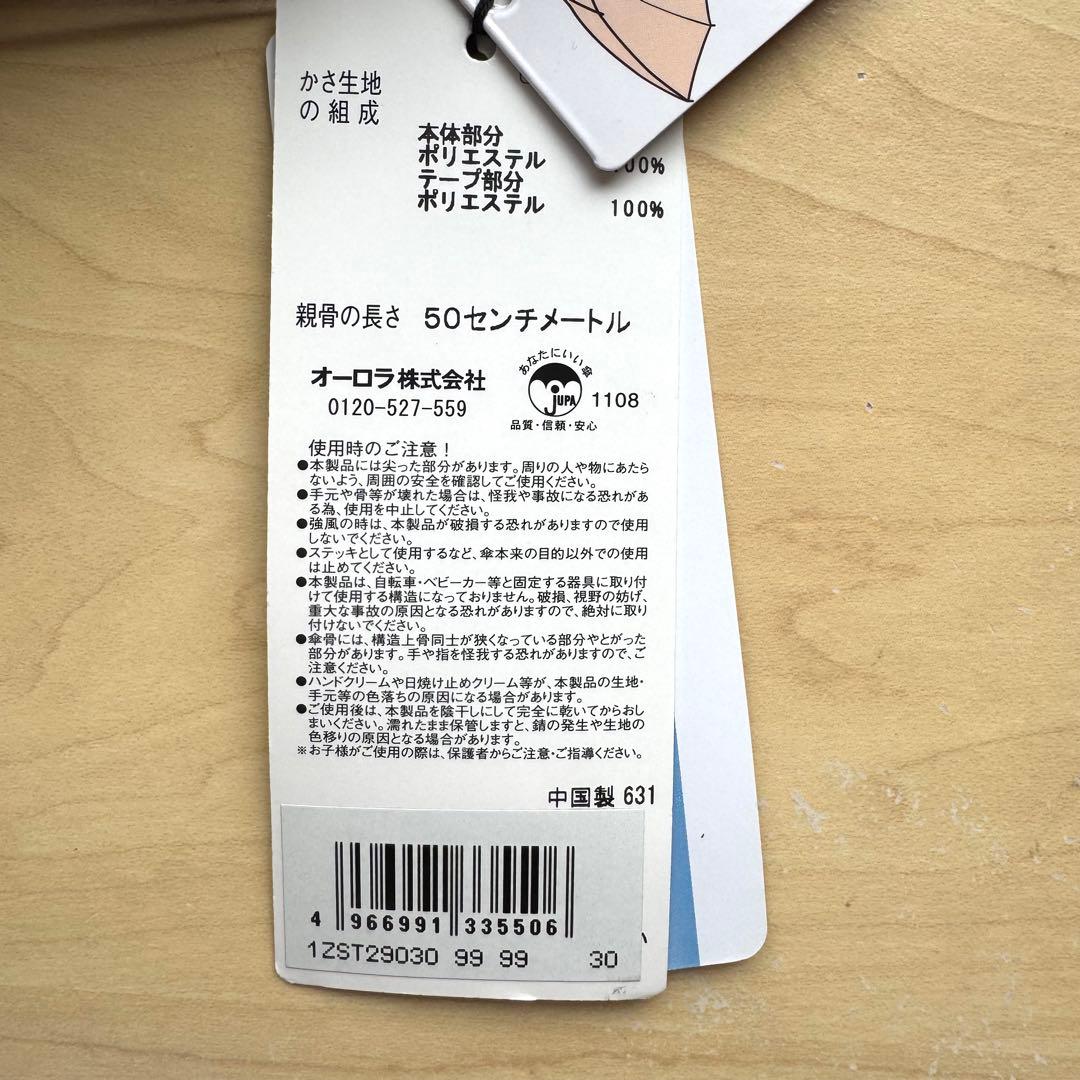 かさ生地
の組成
本体部分
ポリエステル 100%
テープ部分
ポリエステル 100%
親骨の長さ 50センチメートル
オーロラ株式会社
0120-527-559
あなたにいい傘
JUPA
1108
品質・信頼・安心
使用時のご注意！
●本製品には尖った部分があります。周りの人や物にあたら
ないよう、周囲の安全を確認してご使用ください。
●手元や骨等が壊れた場合は、怪我や事故になる恐れがあ
る為、使用を中止してください。
●強風の時は、本製品が破損する恐れがありますので使用
しないでください。
●ステッキとして使用するなど、傘本来の目的以外での使用
は止めてください。
●本製品は、自転車・ベビーカー等と固定する器具に取り付
けて使用する構造になっておりません。破損、視野の妨げ、
重大な事故の原因となる恐れがありますので、絶対に取り
付けないでください。
●傘骨には、構造上骨同士が狭くなっている部分やとがった
部分があります。手や指を怪我する恐れがありますので、ご
注意ください。
●ハンドクリームや日焼け止めクリーム等が、本製品の生地・
手元等の色落ちの原因になる場合があります。
●ご使用後は、本製品を陰干しにして完全に乾いてからおし
まいください。濡れたまま保管しますと、錆の発生や生地の
色移りの原因となる場合があります。
※お子様がご使用の際は、保護者からご注意・ご指導ください。
中国製 631
4 966991 335506
1ZST29030 99 99 30